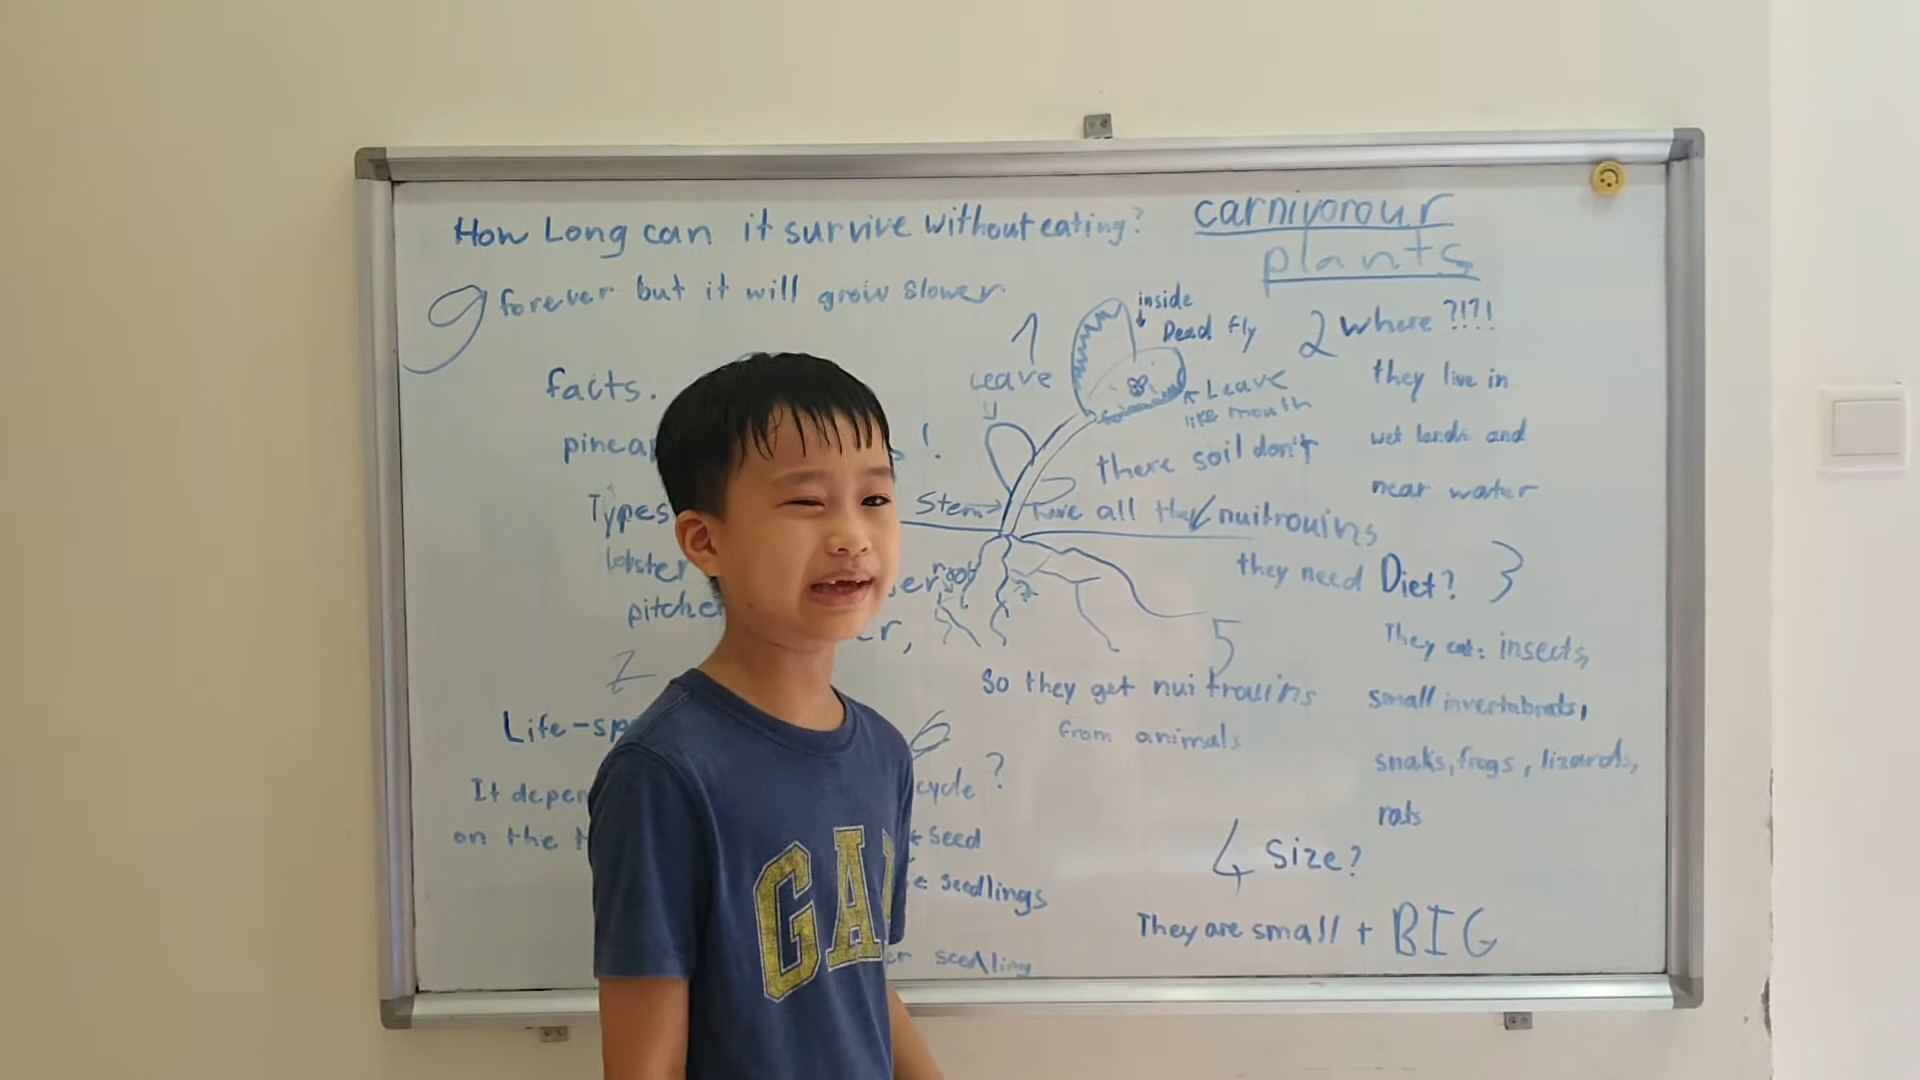 How Long can it survive without eating?
carnivorour
plants
9 forever but it will grow slower
facts.
Types
lobster
pitcher
Life-sp
It depen
on the
1
Leave
inside
Dead fly
Leave
like mouth
Stem
root
there soil don't
have all the nuitrouins
they need
5
So they get nuitrouins
from animals
6
cycle?
seed
seedlings
seedling
2 where ?!?!
they live in
wet lands and
near water
Diet? 3
They eat: insects,
small invertabrats,
snaks, frogs, lizards,
rats
4 Size?
They are small + BIG
GAP